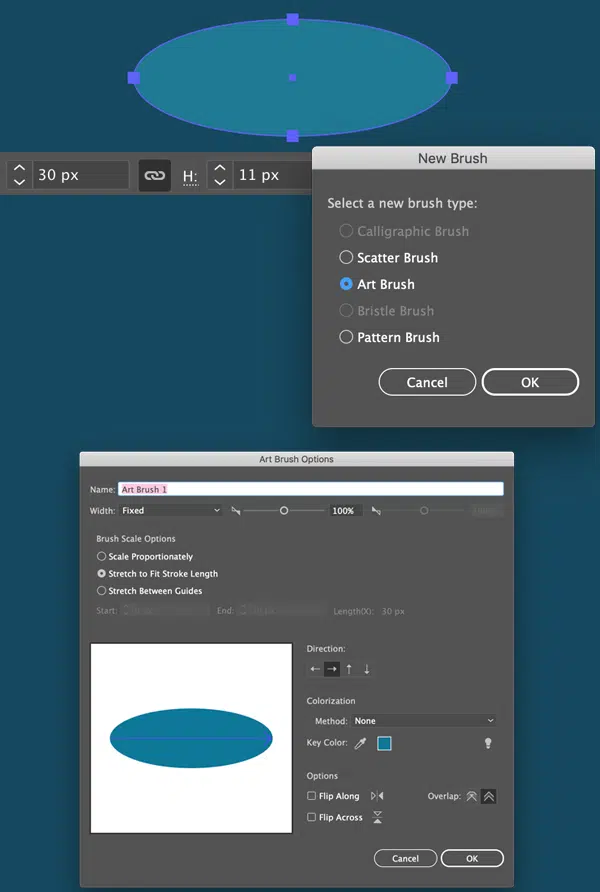 30 px H: 11 px
New Brush
Select a new brush type:
Calligraphic Brush
Scatter Brush
Art Brush
Bristle Brush
Pattern Brush
Cancel OK
Art Brush Options
Name: Art Brush 1
Width: Fixed 100%
Brush Scale Options
Scale Proportionately
Stretch to Fit Stroke Length
Stretch Between Guides
Start: End: Length(X): 30 px
Direction:
Colorization
Method: None
Key Color:
Options
Flip Along Overlap:
Flip Across
Cancel OK